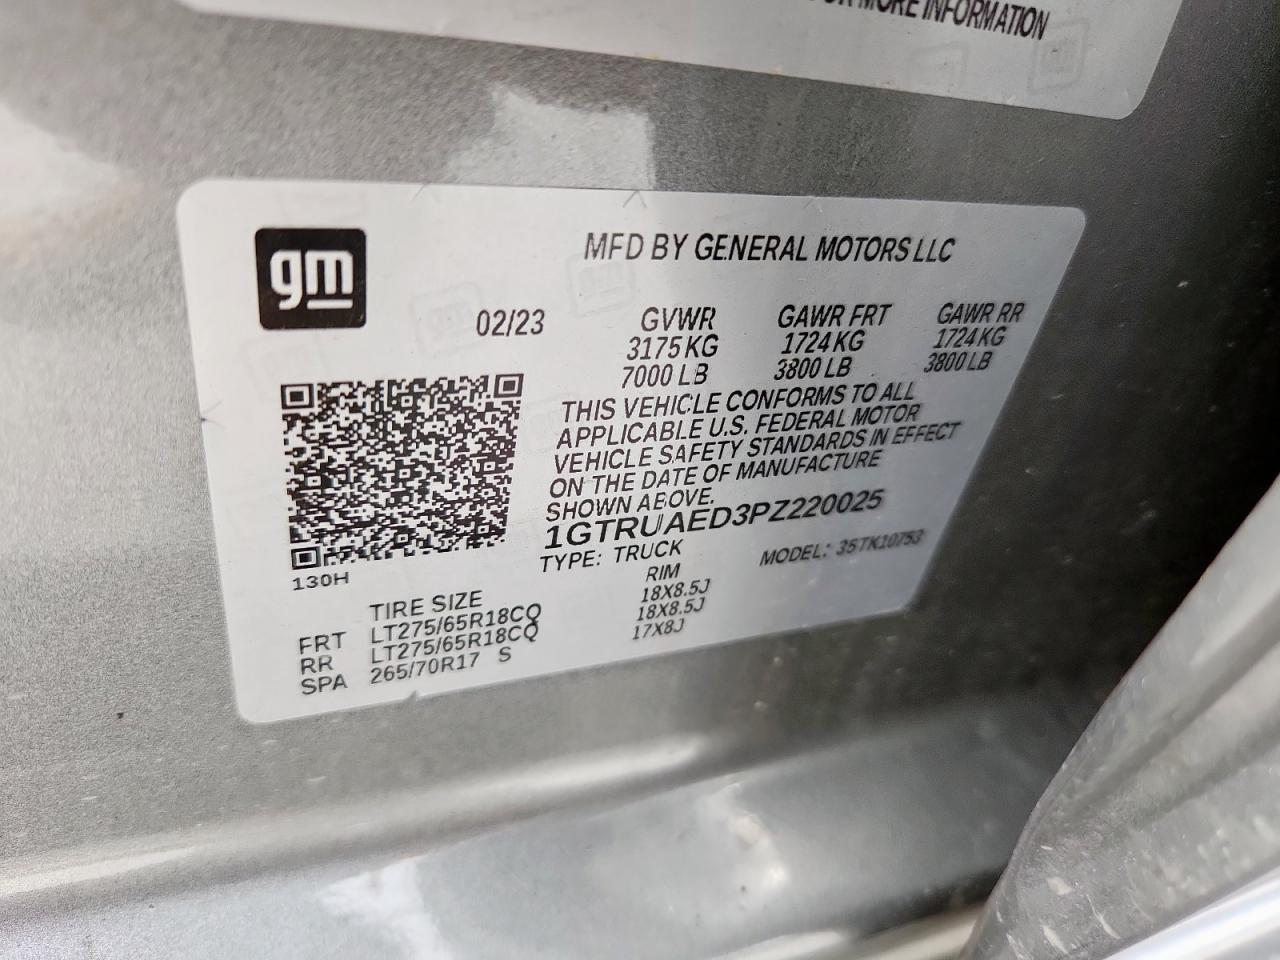 FOR MORE INFORMATION
gm
MFD BY GENERAL MOTORS LLC
02/23
GVWR GAWR FRT GAWR RR
3175 KG 1724 KG 1724 KG
7000 LB 3800 LB 3800 LB
THIS VEHICLE CONFORMS TO ALL
APPLICABLE U.S. FEDERAL MOTOR
VEHICLE SAFETY STANDARDS IN EFFECT
ON THE DATE OF MANUFACTURE
SHOWN ABOVE.
1GTRUAED3PZ220025
TYPE: TRUCK MODEL: 35TK10753
130H
TIRE SIZE RIM
FRT LT275/65R18CQ 18X8.5J
RR LT275/65R18CQ 18X8.5J
SPA 265/70R17 S 17X8J